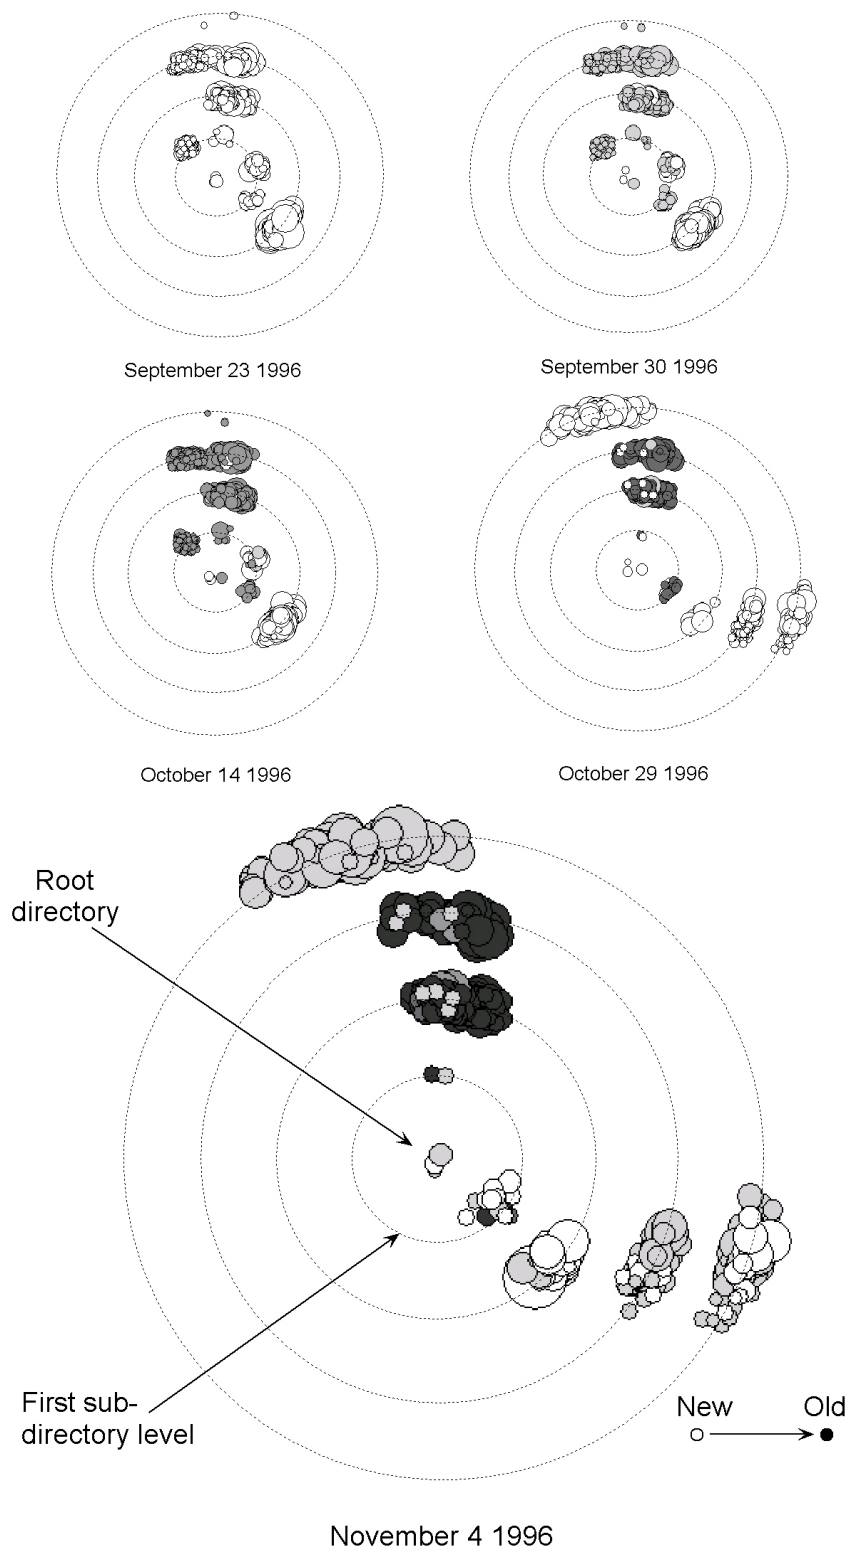 September 23 1996
September 30 1996
October 14 1996
October 29 1996
Root
directory
First sub-
directory level
New
Old
November 4 1996